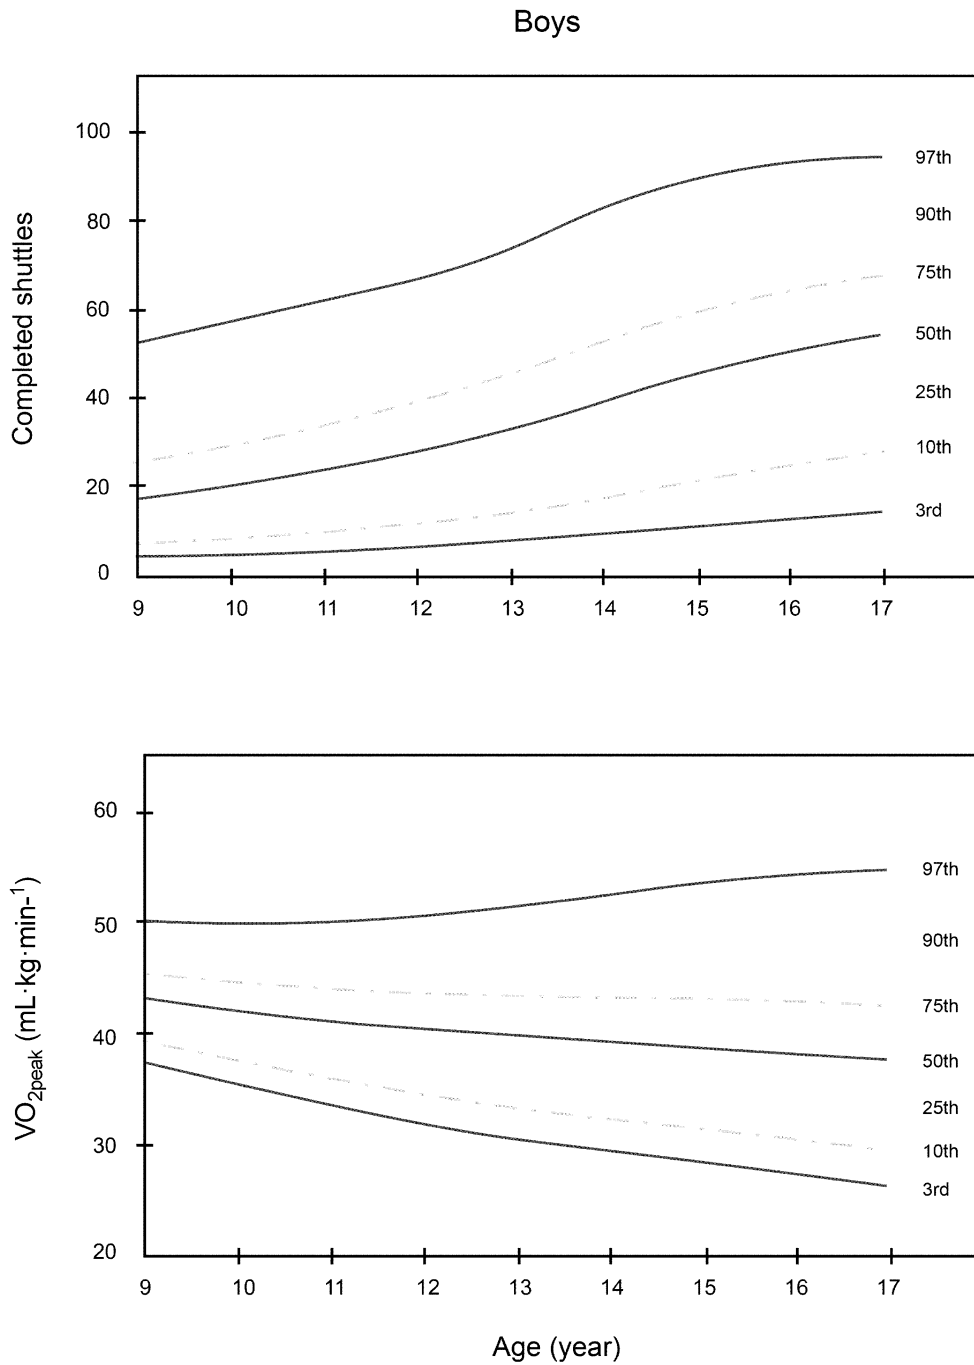 Boys
Completed shuttles
100
80
60
40
20
0
97th
90th
75th
50th
25th
10th
3rd
9 10 11 12 13 14 15 16 17
VO2peak (mL·kg·min-1)
60
50
40
30
20
97th
90th
75th
50th
25th
10th
3rd
9 10 11 12 13 14 15 16 17
Age (year)